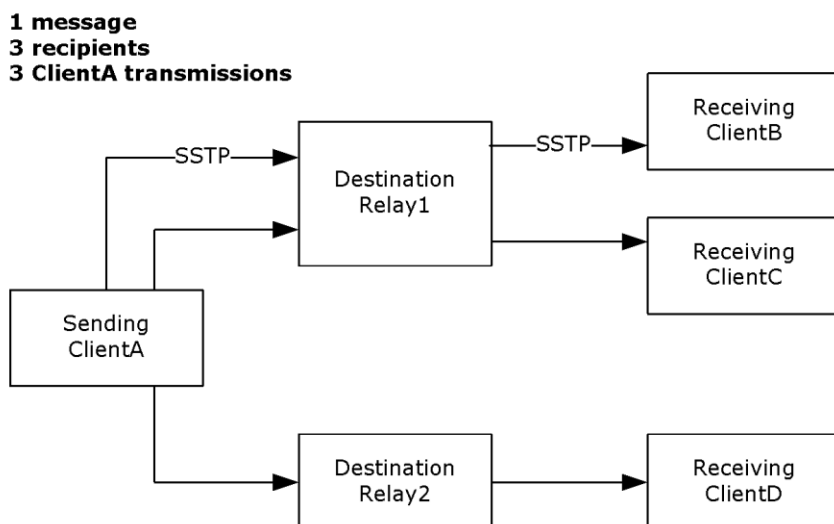 1 message
3 recipients
3 ClientA transmissions
SSTP
Destination
Relay1
SSTP
Receiving
ClientB
Receiving
ClientC
Sending
ClientA
Destination
Relay2
Receiving
ClientD